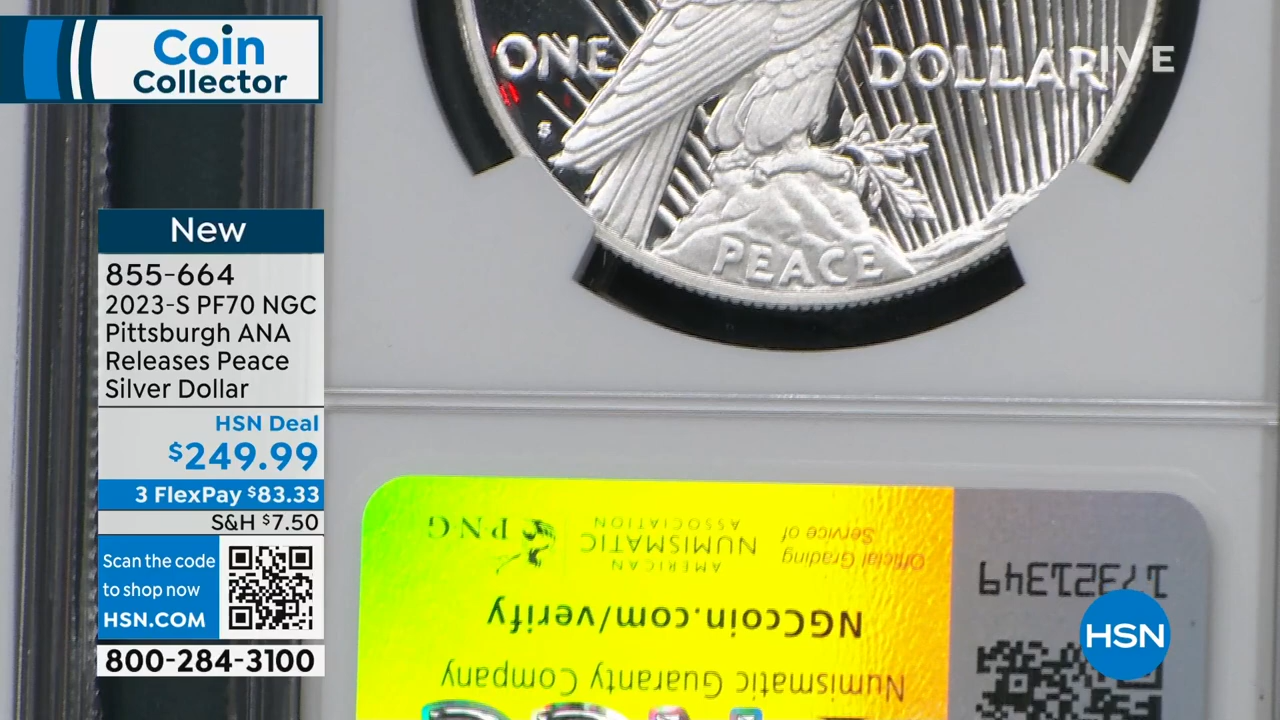 Coin
Collector
New
855-664
2023-S PF70 NGC
Pittsburgh ANA
Releases Peace
Silver Dollar
HSN Deal
$249.99
3 FlexPay $83.33
S&H $7.50
Scan the code
to shop now
HSN.COM
800-284-3100
ONE
DOLLAR
S
PEACE
LIVE
Numismatic Guaranty Company
NGCcoin.com/verify
Official Grading
Service of
AMERICAN
NUMISMATIC
ASSOCIATION
PNG
HSN